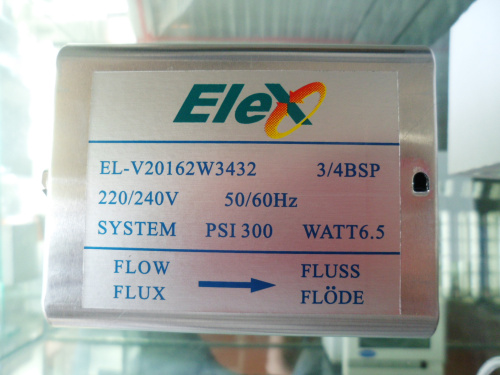 Elex
EL-V20162W3432 3/4BSP
220/240V 50/60Hz
SYSTEM PSI 300 WATT6.5
FLOW FLUSS
FLUX FLÖDE